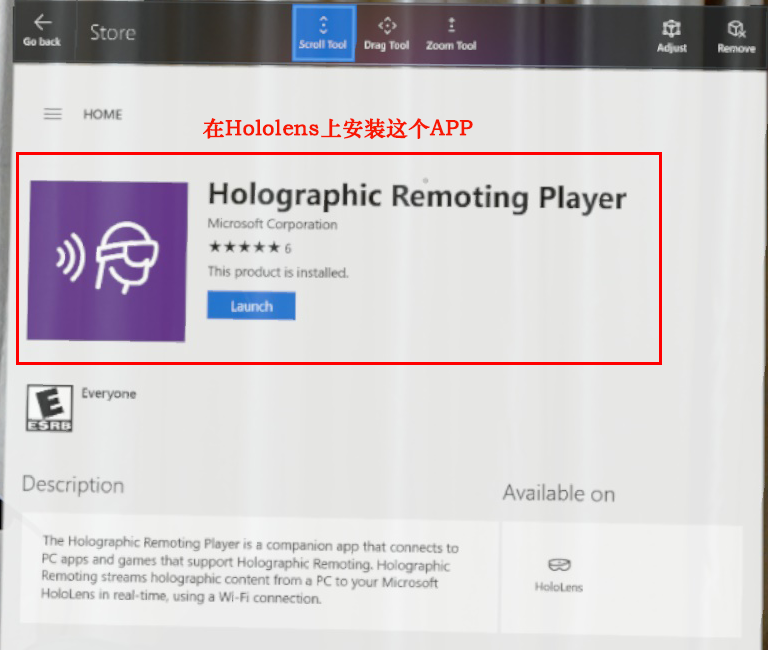 Go back
Store
Scroll Tool
Drag Tool
Zoom Tool
Adjust
Remove
HOME
在Hololens上安装这个APP
Holographic Remoting Player
Microsoft Corporation
★★★★★ 6
This product is installed.
Launch
E
ESRB
Everyone
Description
The Holographic Remoting Player is a companion app that connects to
PC apps and games that support Holographic Remoting. Holographic
Remoting streams holographic content from a PC to your Microsoft
HoloLens in real-time, using a Wi-Fi connection.
Available on
HoloLens